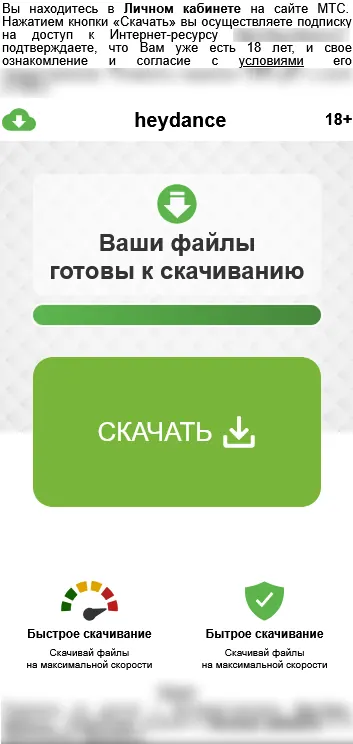 Вы находитесь в Личном кабинете на сайте МТС.
Нажатием кнопки «Скачать» вы осуществляете подписку
на доступ к Интернет-ресурсу
подтверждаете, что Вам уже есть 18 лет, и свое
ознакомление и согласие с условиями его
heydance
18+
Ваши файлы
готовы к скачиванию
СКАЧАТЬ
Быстрое скачивание
Скачивай файлы
на максимальной скорости
Бытрое скачивание
Скачивай файлы
на максимальной скорости